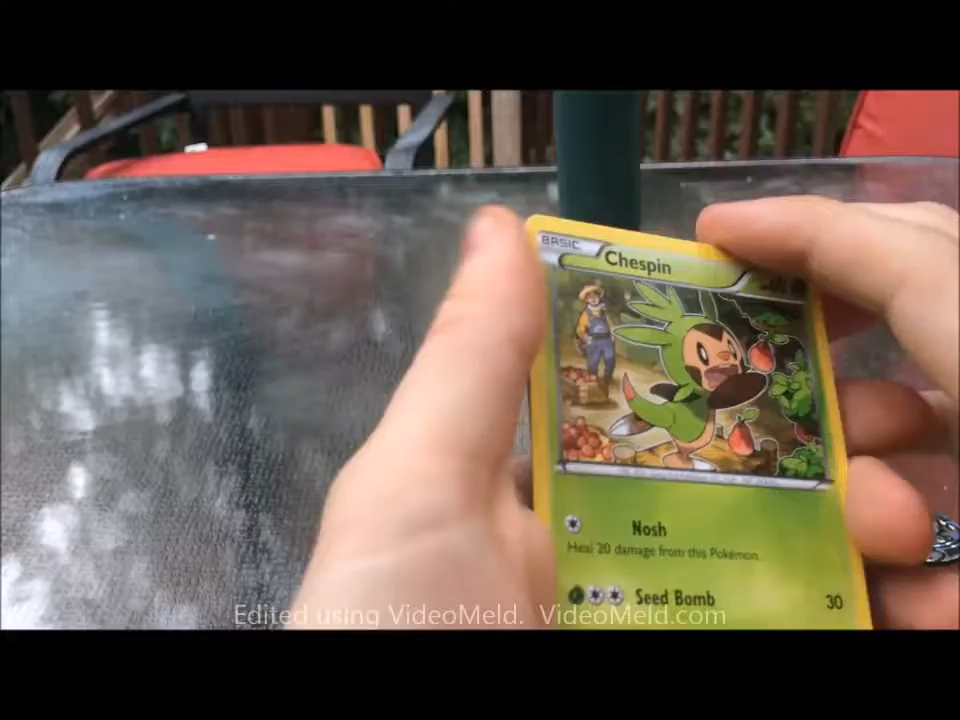 BASIC
Chespin
Nosh
Heal 20 damage from this Pokémon.
Seed Bomb 30
Edited using VideoMeld. VideoMeld.com